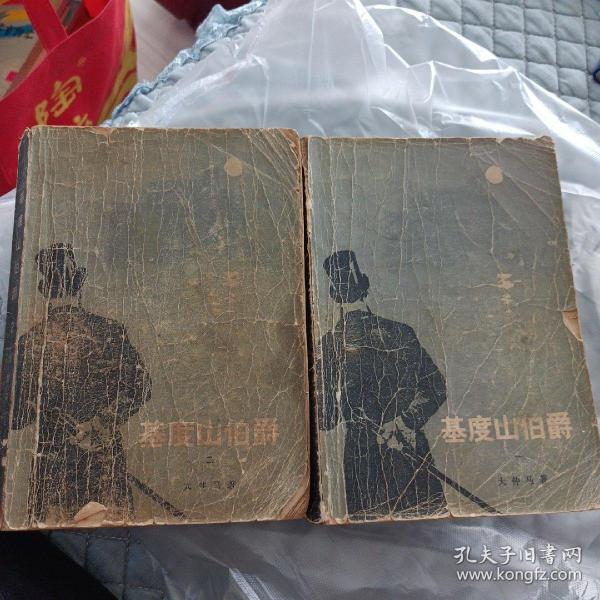 陶
基度山伯爵
二
大仲马著
基度山伯爵
一
大仲马著
孔夫子旧书网
www.kongfz.com